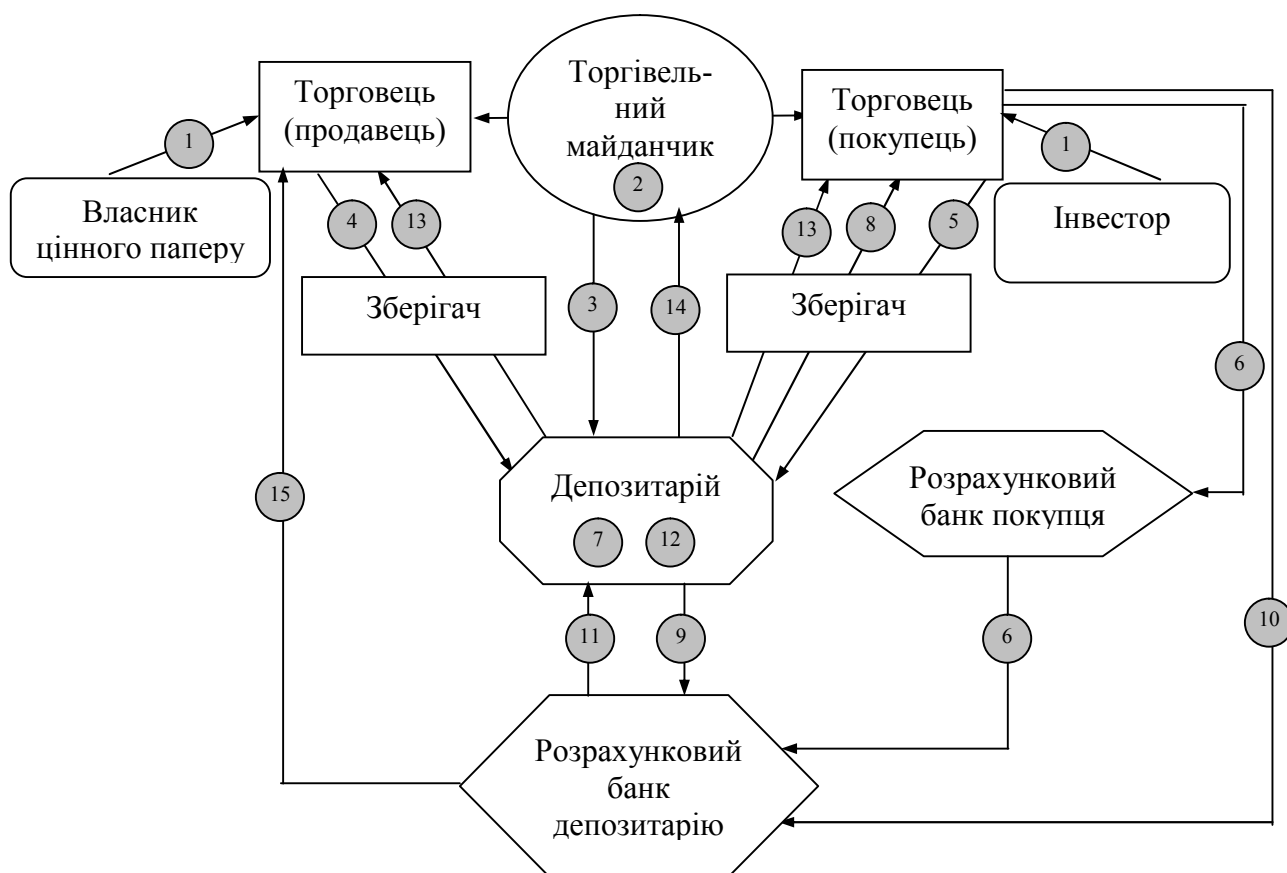 Торговець
(продавець)
Торгівель-
ний
майданчик
2
Торговець
(покупець)
1
1
Власник
цінного паперу
4
13
13
8
5
Інвестор
Зберігач
3
14
Зберігач
6
15
Депозитарій
7
12
Розрахунковий
банк покупця
11
9
6
10
Розрахунковий
банк
депозитарію